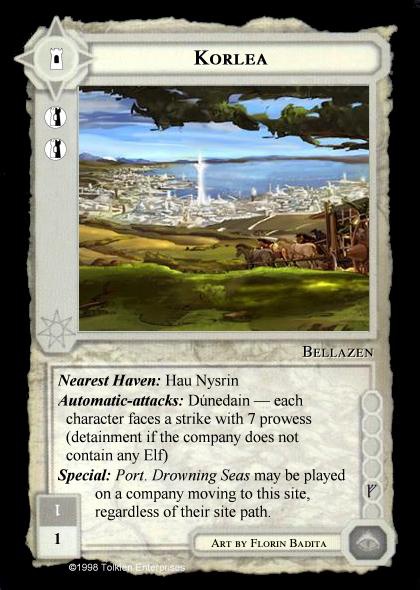 Korlea
Bellazen
Nearest Haven: Hau Nysrin
Automatic-attacks: Dúnedain — each
character faces a strike with 7 prowess
(detainment if the company does not
contain any Elf)
Special: Port. Drowning Seas may be played
on a company moving to this site,
regardless of their site path.
1
1
Art by Florin Badita
©1998 Tolkien Enterprises